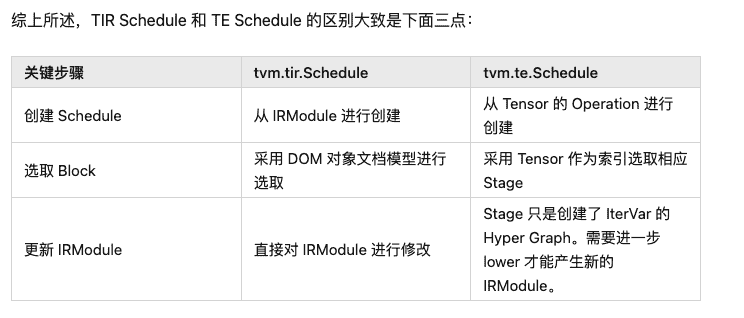 综上所述，TIR Schedule 和 TE Schedule 的区别大致是下面三点：
关键步骤
tvm.tir.Schedule
tvm.te.Schedule
创建 Schedule
从 IRModule 进行创建
从 Tensor 的 Operation 进行
创建
选取 Block
采用 DOM 对象文档模型进行
选取
采用 Tensor 作为索引选取相应
Stage
更新 IRModule
直接对 IRModule 进行修改
Stage 只是创建了 IterVar 的
Hyper Graph。需要进一步
lower 才能产生新的
IRModule。